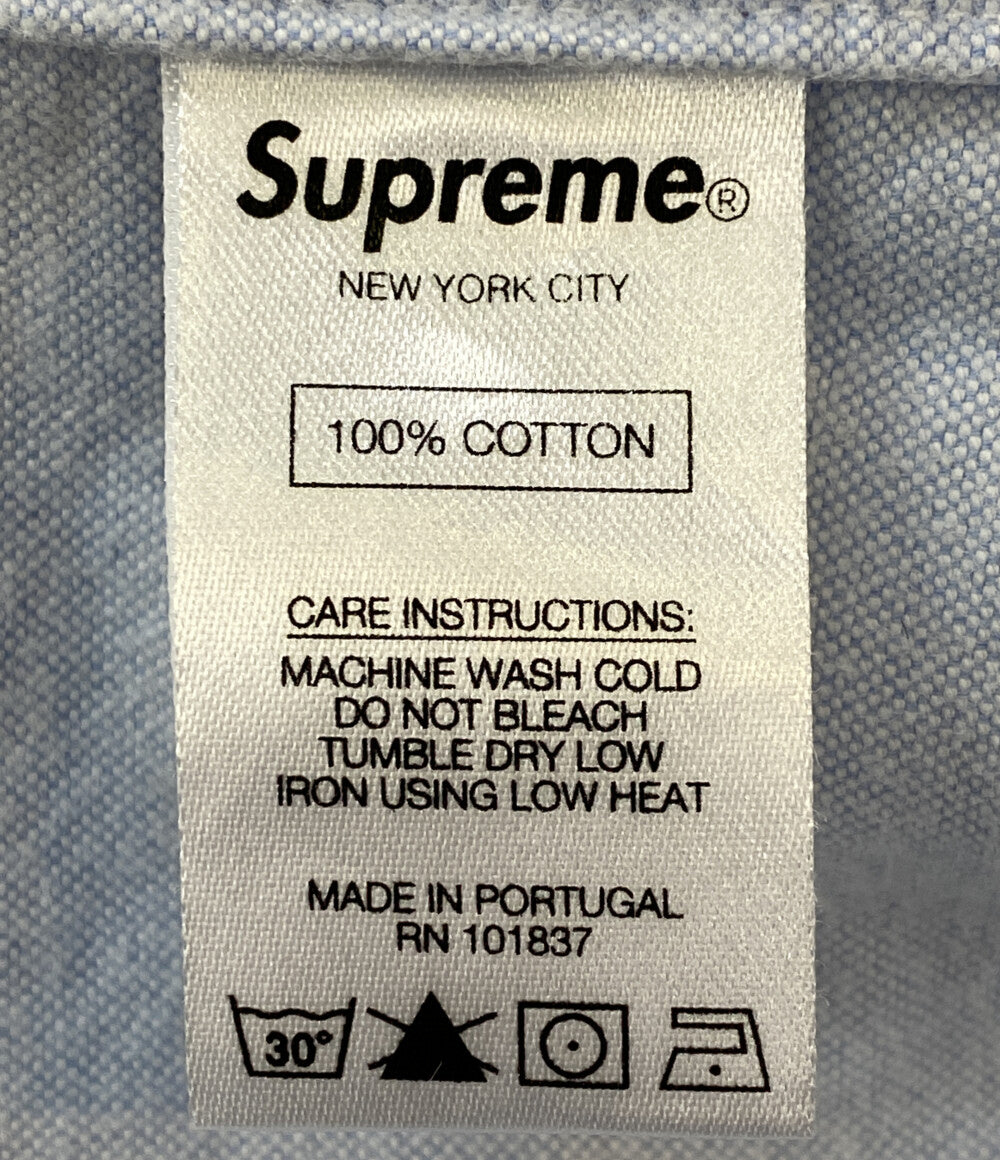 Supreme®
NEW YORK CITY
100% COTTON
CARE INSTRUCTIONS:
MACHINE WASH COLD
DO NOT BLEACH
TUMBLE DRY LOW
IRON USING LOW HEAT
MADE IN PORTUGAL
RN 101837
30°